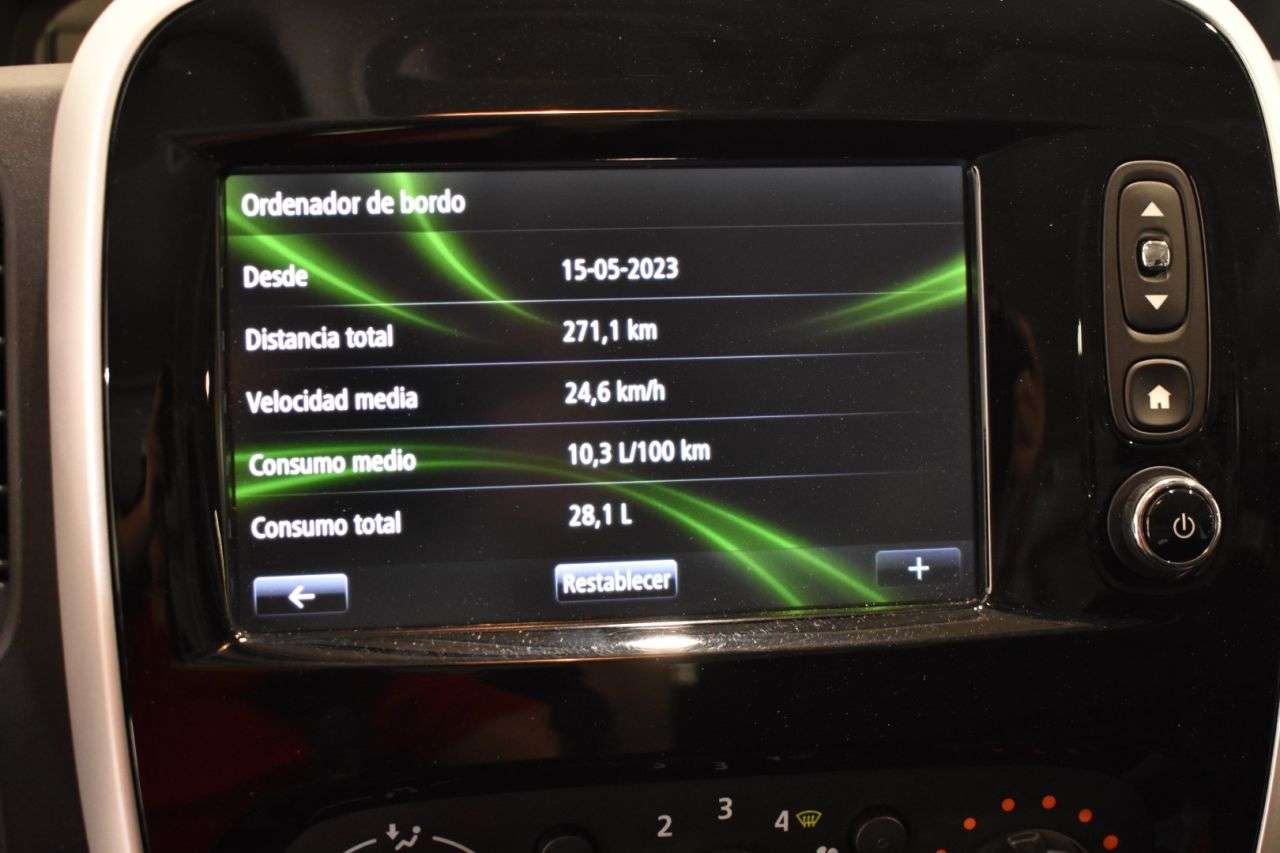 Ordenador de bordo
Desde 15-05-2023
Distancia total 271,1 km
Velocidad media 24,6 km/h
Consumo medio 10,3 L/100 km
Consumo total 28,1 L
Restablecer +
2 3 4